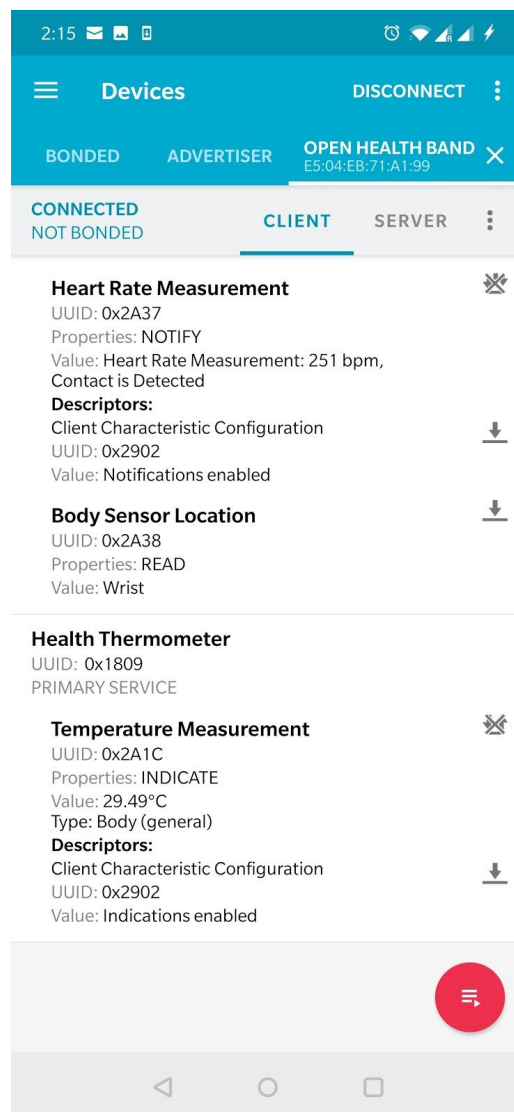 2:15
Devices DISCONNECT
BONDED ADVERTISER OPEN HEALTH BAND
E5:04:EB:71:A1:99
CONNECTED
NOT BONDED
CLIENT SERVER
Heart Rate Measurement
UUID: 0x2A37
Properties: NOTIFY
Value: Heart Rate Measurement: 251 bpm,
Contact is Detected
Descriptors:
Client Characteristic Configuration
UUID: 0x2902
Value: Notifications enabled
Body Sensor Location
UUID: 0x2A38
Properties: READ
Value: Wrist
Health Thermometer
UUID: 0x1809
PRIMARY SERVICE
Temperature Measurement
UUID: 0x2A1C
Properties: INDICATE
Value: 29.49°C
Type: Body (general)
Descriptors:
Client Characteristic Configuration
UUID: 0x2902
Value: Indications enabled